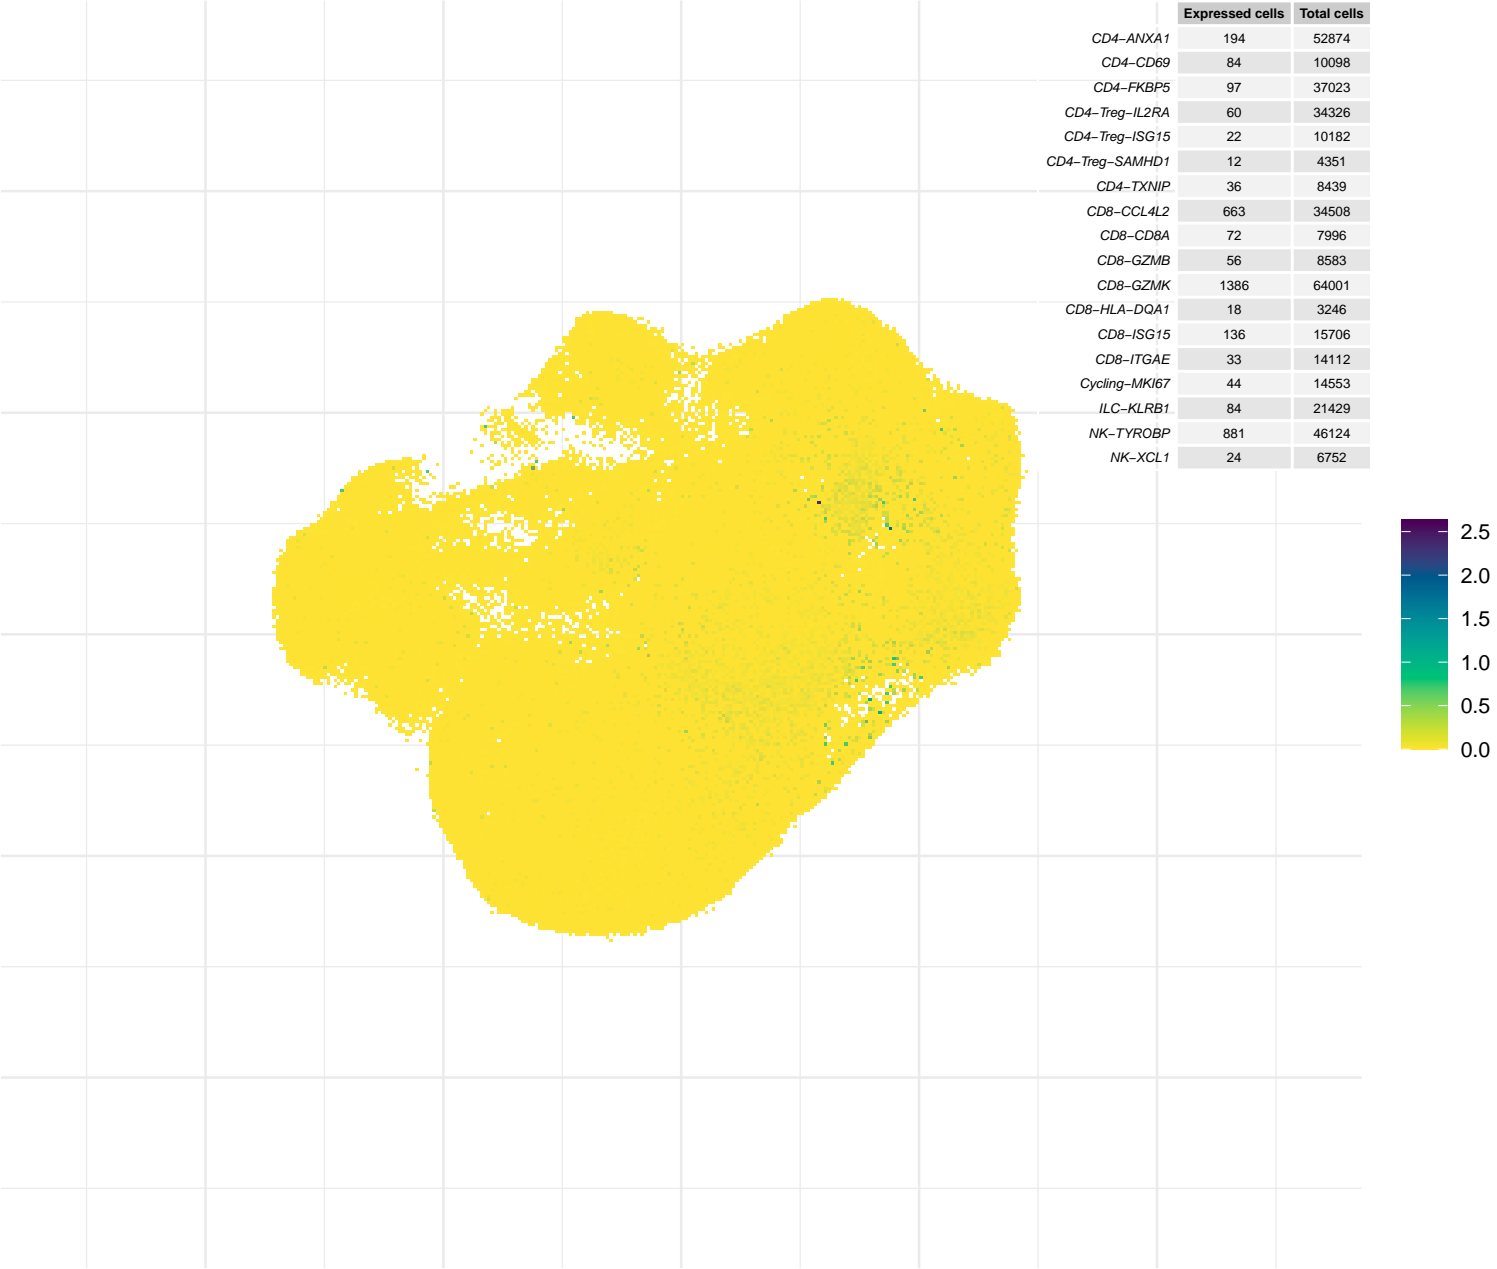 Expressed cells Total cells
CD4−ANXA1 194 52874
CD4−CD69 84 10098
CD4−FKBP5 97 37023
CD4−Treg−IL2RA 60 34326
CD4−Treg−ISG15 22 10182
CD4−Treg−SAMHD1 12 4351
CD4−TXNIP 36 8439
CD8−CCL4L2 663 34508
CD8−CD8A 72 7996
CD8−GZMB 56 8583
CD8−GZMK 1386 64001
CD8−HLA−DQA1 18 3246
CD8−ISG15 136 15706
CD8−ITGAE 33 14112
Cycling−MKI67 44 14553
ILC−KLRB1 84 21429
NK−TYROBP 881 46124
NK−XCL1 24 6752
2.5
2.0
1.5
1.0
0.5
0.0